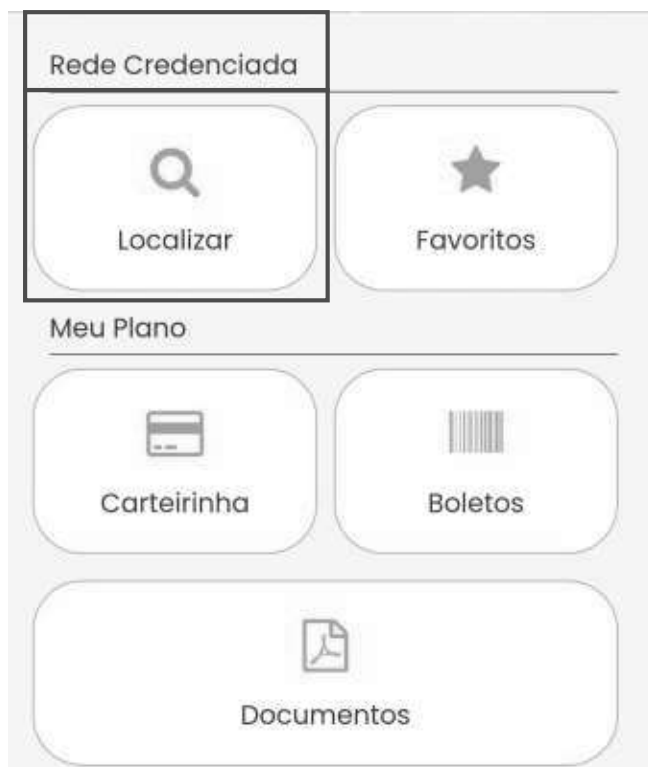 Rede Credenciada
Localizar
Favoritos
Meu Plano
Carteirinha
Boletos
Documentos